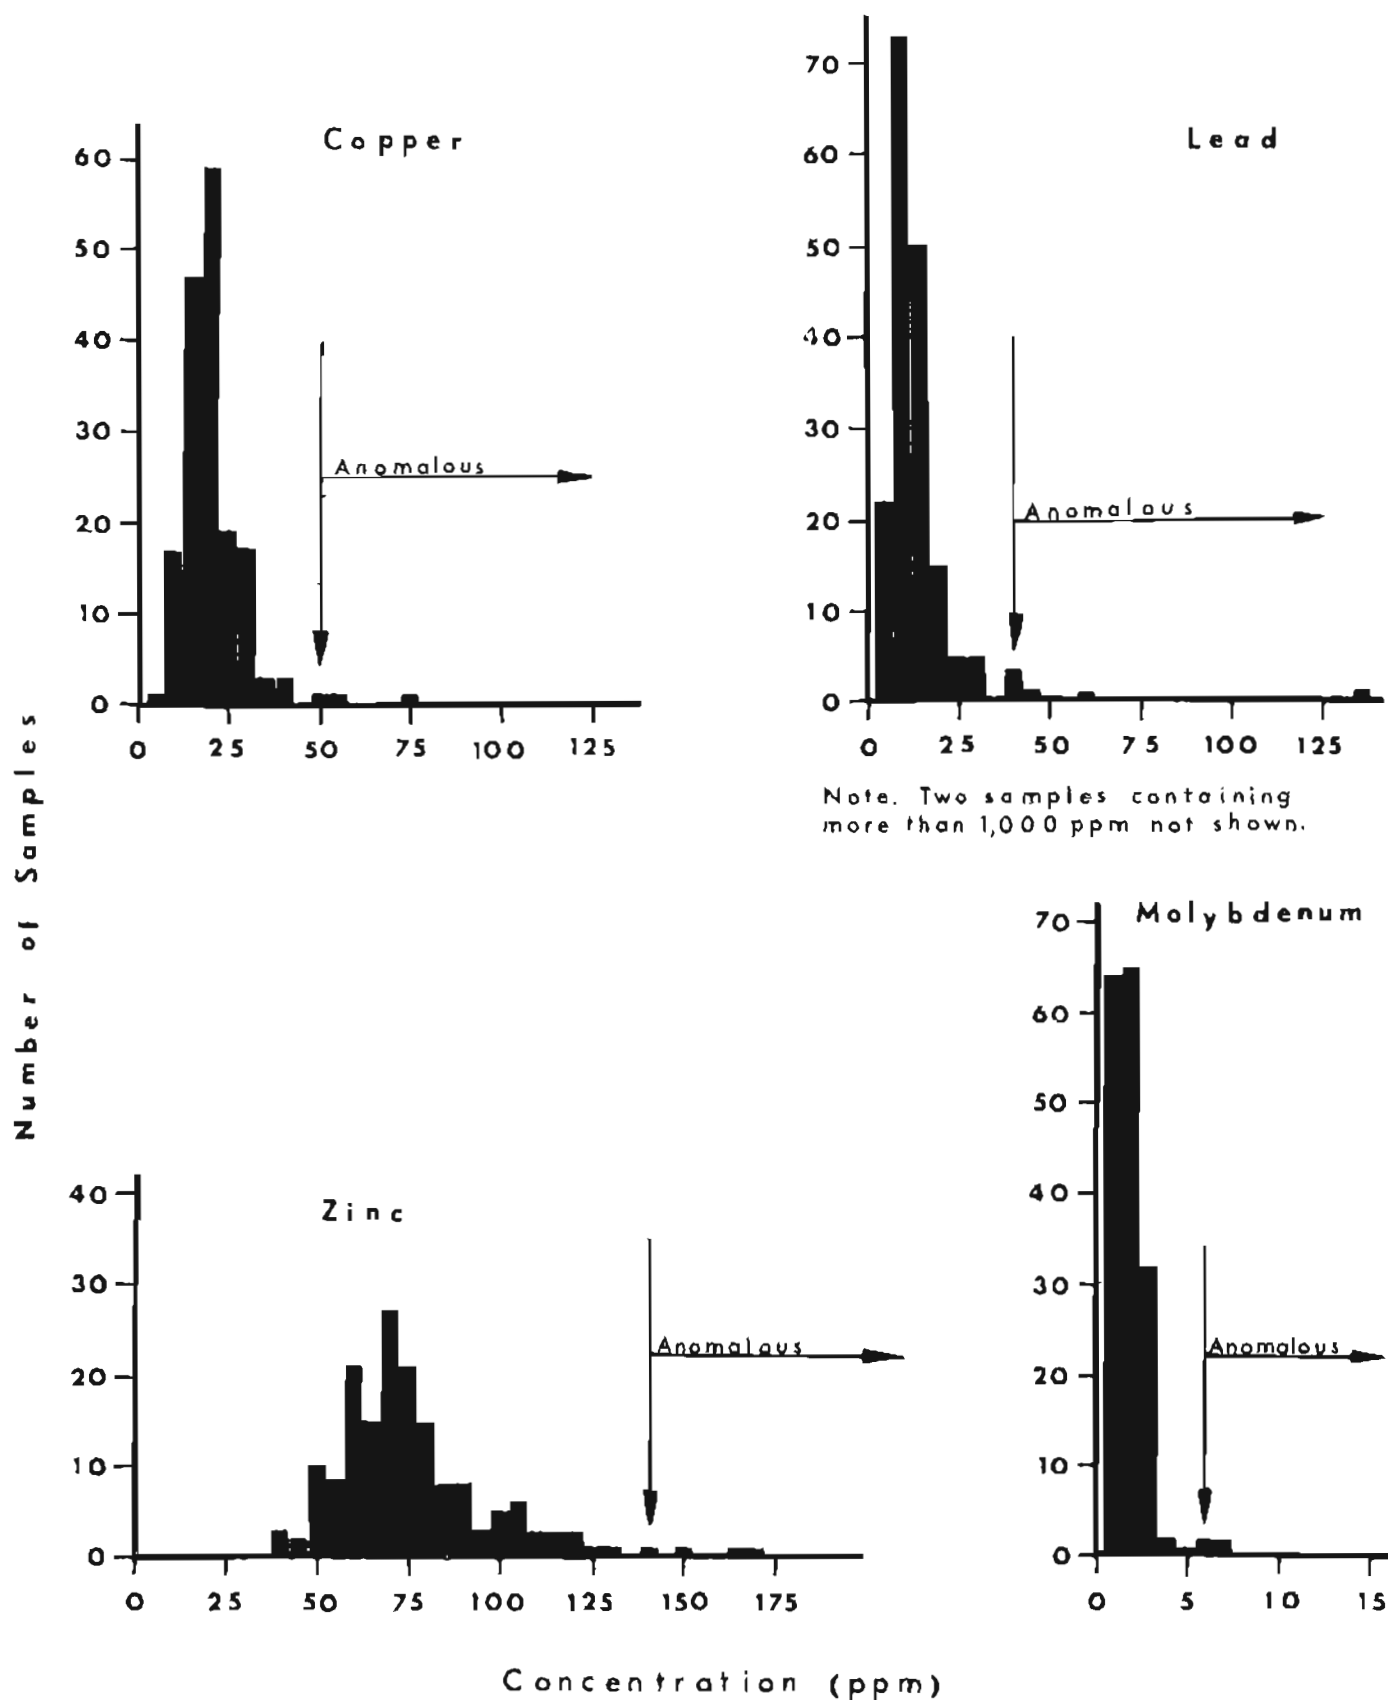 Copper
60
50
40
30
20
10
0
Anomalous
0 25 50 75 100 125
Lead
70
60
50
40
30
20
10
0
Anomalous
0 25 50 75 100 125
Note. Two samples containing
more than 1,000 ppm not shown.
Number of Samples
Zinc
40
30
20
10
0
Anomalous
0 25 50 75 100 125 150 175
Molybdenum
70
60
50
40
30
20
10
0
Anomalous
0 5 10 15
Concentration (ppm)